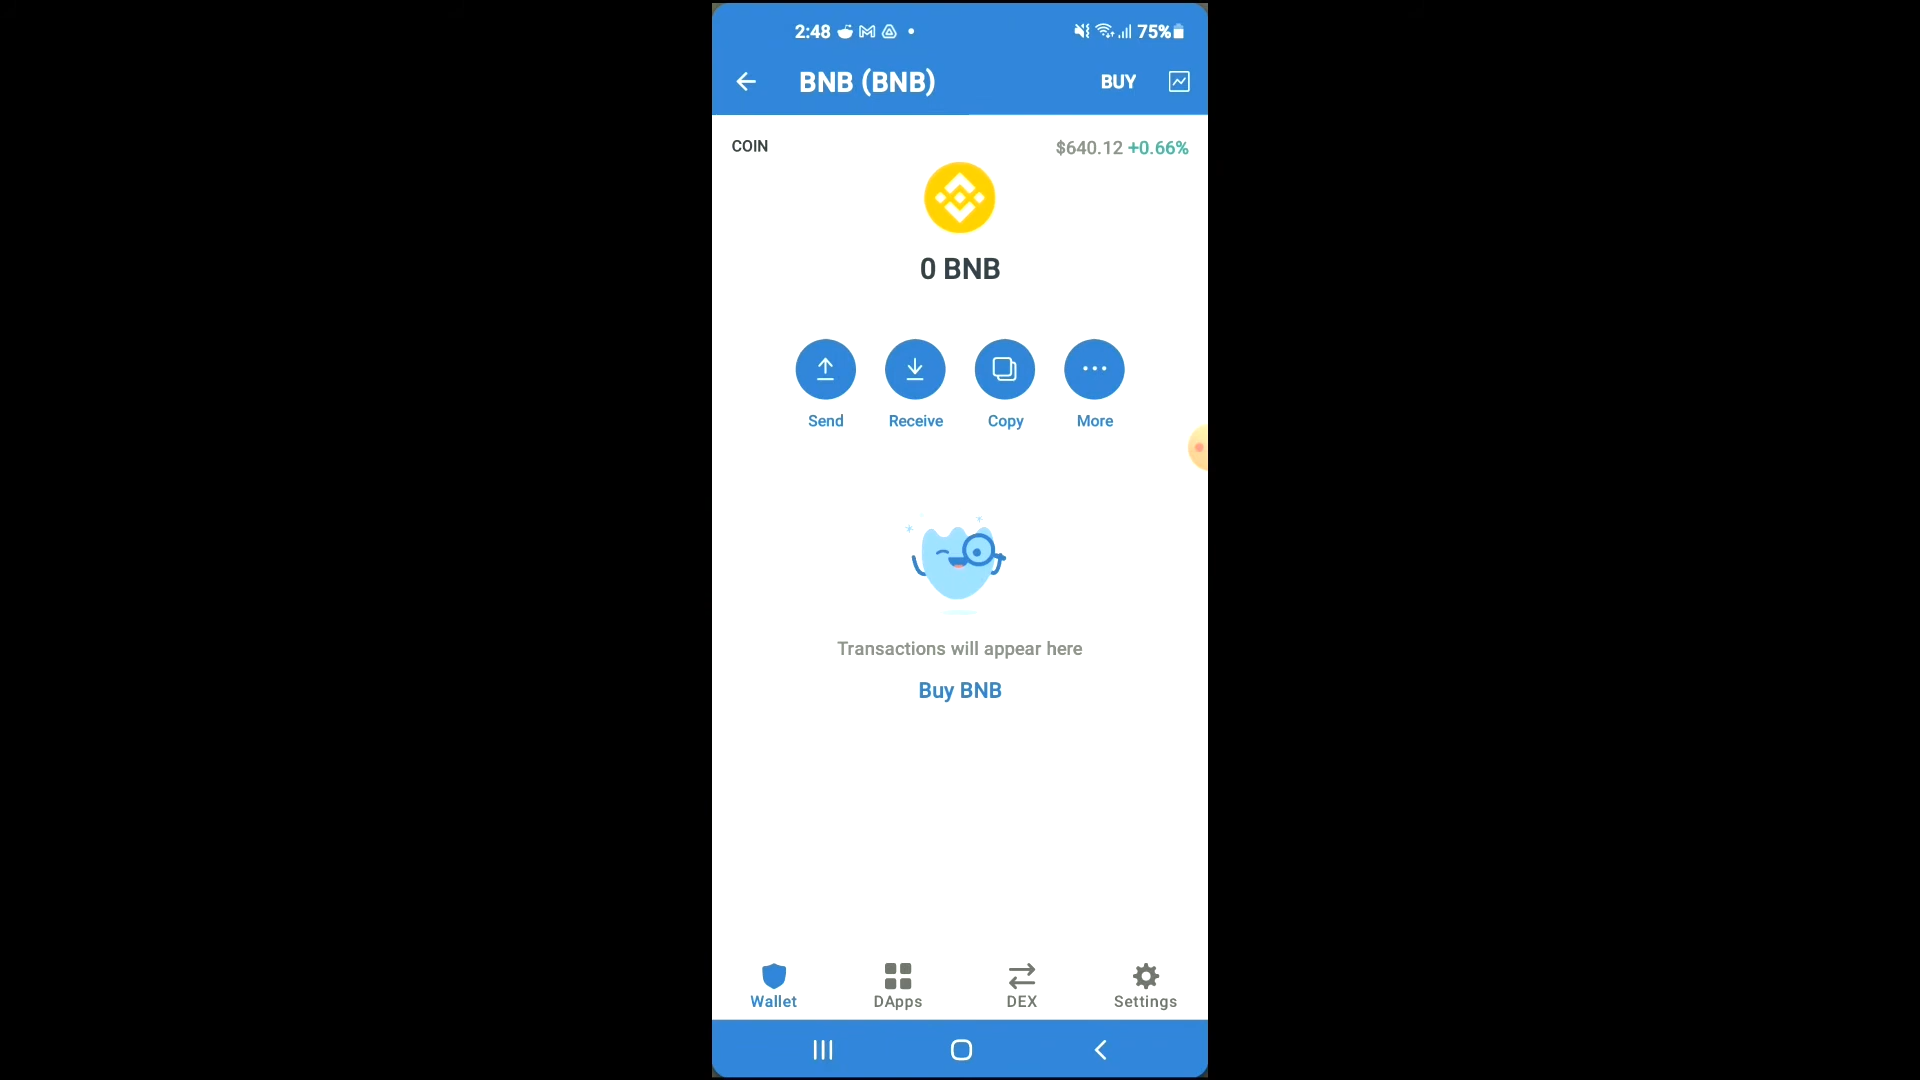 2:48
75%
BNB (BNB)
BUY
COIN
$640.12 +0.66%
0 BNB
Send
Receive
Copy
More
Transactions will appear here
Buy BNB
Wallet
DApps
DEX
Settings